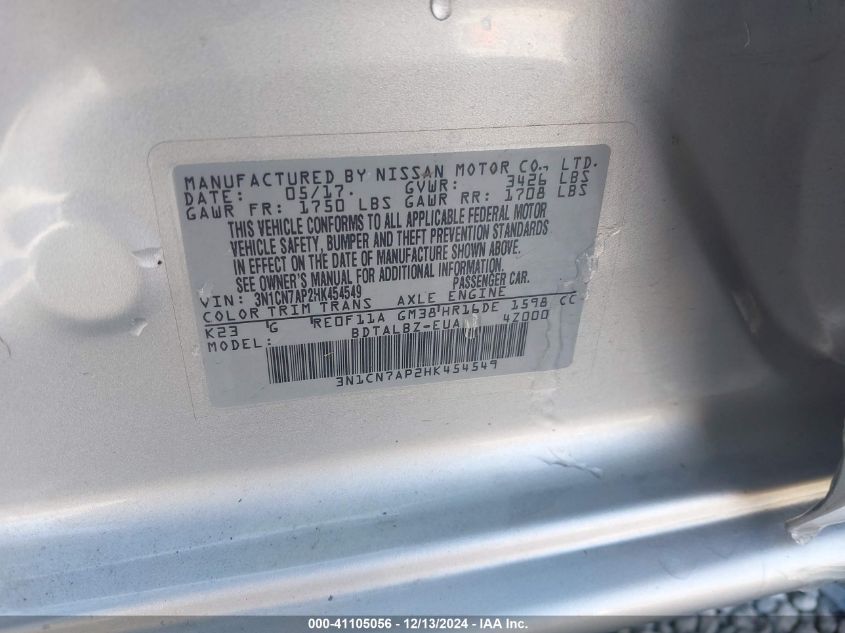 MANUFACTURED BY NISSAN MOTOR CO., LTD.
DATE: 05/17 GVWR: 3426 LBS
GAWR FR: 1750 LBS GAWR RR: 1708 LBS
THIS VEHICLE CONFORMS TO ALL APPLICABLE FEDERAL MOTOR
VEHICLE SAFETY, BUMPER AND THEFT PREVENTION STANDARDS
IN EFFECT ON THE DATE OF MANUFACTURE SHOWN ABOVE.
SEE OWNER'S MANUAL FOR ADDITIONAL INFORMATION.
VIN: 3N1CN7AP2HK454549 PASSENGER CAR.
COLOR TRIM TRANS AXLE ENGINE
K23 G RE0F11A GM38 HR16DE 1598 CC
MODEL: BDTALBZ-EUA 4Z000
3N1CN7AP2HK454549
000-41105056 - 12/13/2024 - IAA Inc.